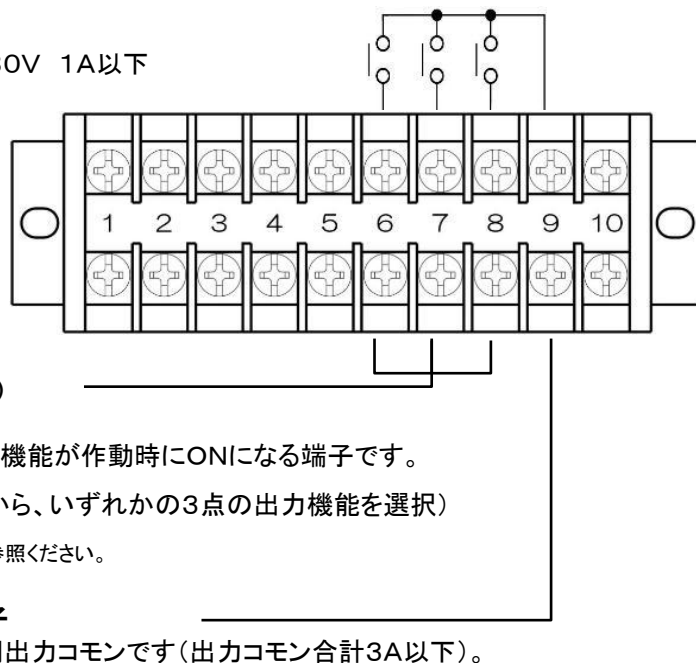 0V 1A以下
1 2 3 4 5 6 7 8 9 10
)
機能が作動時にONになる端子です。
から、いずれかの3点の出力機能を選択)
参照ください。
子
出力コモンです(出力コモン合計3A以下)。